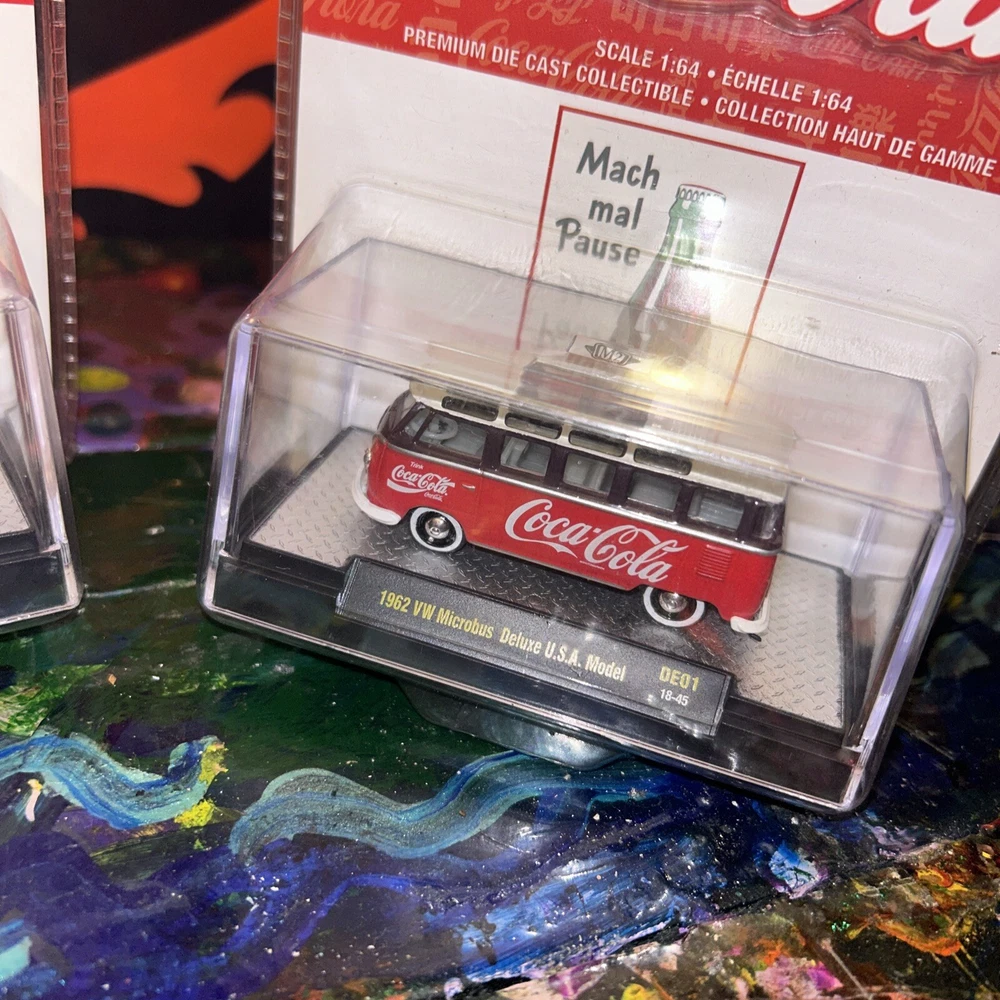 SCALE 1:64 • ÉCHELLE 1:64
PREMIUM DIE CAST COLLECTIBLE • COLLECTION HAUT DE GAMME
Mach
mal
Pause
M2
Coca-Cola
Coca-Cola
1962 VW Microbus Deluxe U.S.A. Model
DE01
18-45